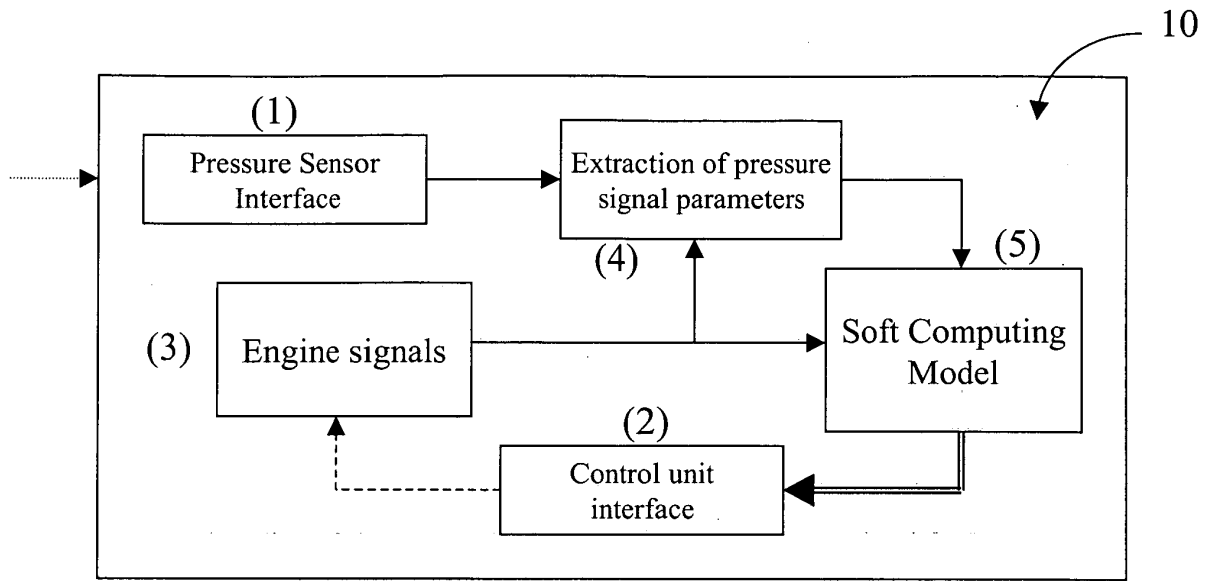 10
(1)
Pressure Sensor
Interface
Extraction of pressure
signal parameters
(4)
(5)
Soft Computing
Model
(3)
Engine signals
(2)
Control unit
interface